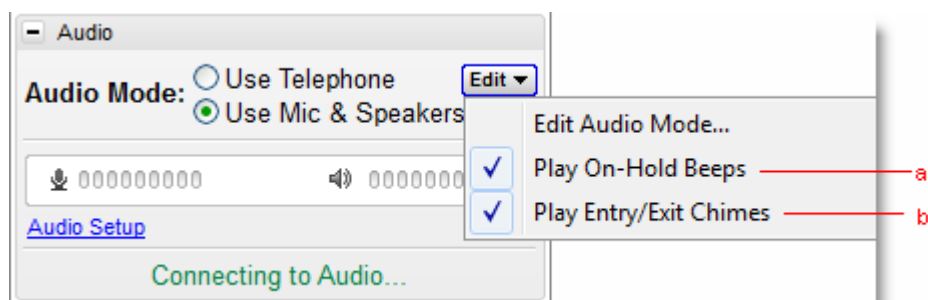 Audio
Audio Mode:
Use Telephone
Use Mic & Speakers
Edit
Edit Audio Mode...
Play On-Hold Beeps
a
Play Entry/Exit Chimes
b
000000000
0000000
Audio Setup
Connecting to Audio...